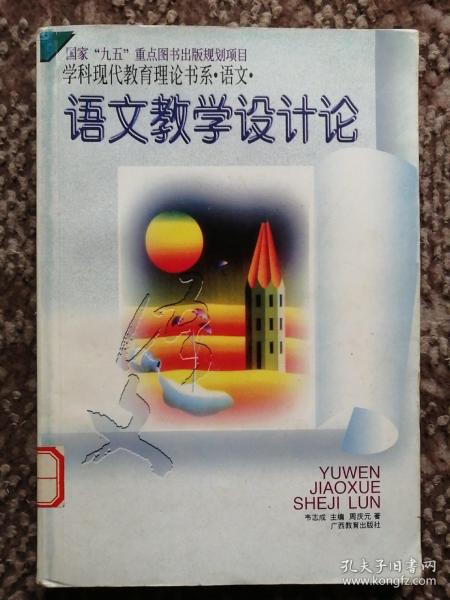 国家“九五”重点图书出版规划项目
学科现代教育理论书系·语文·
语文教学设计论
YUWEN
JIAOXUE
SHEJI LUN
韦志成 主编 周庆元 著
广西教育出版社
孔夫子旧书网
www.kongfz.com